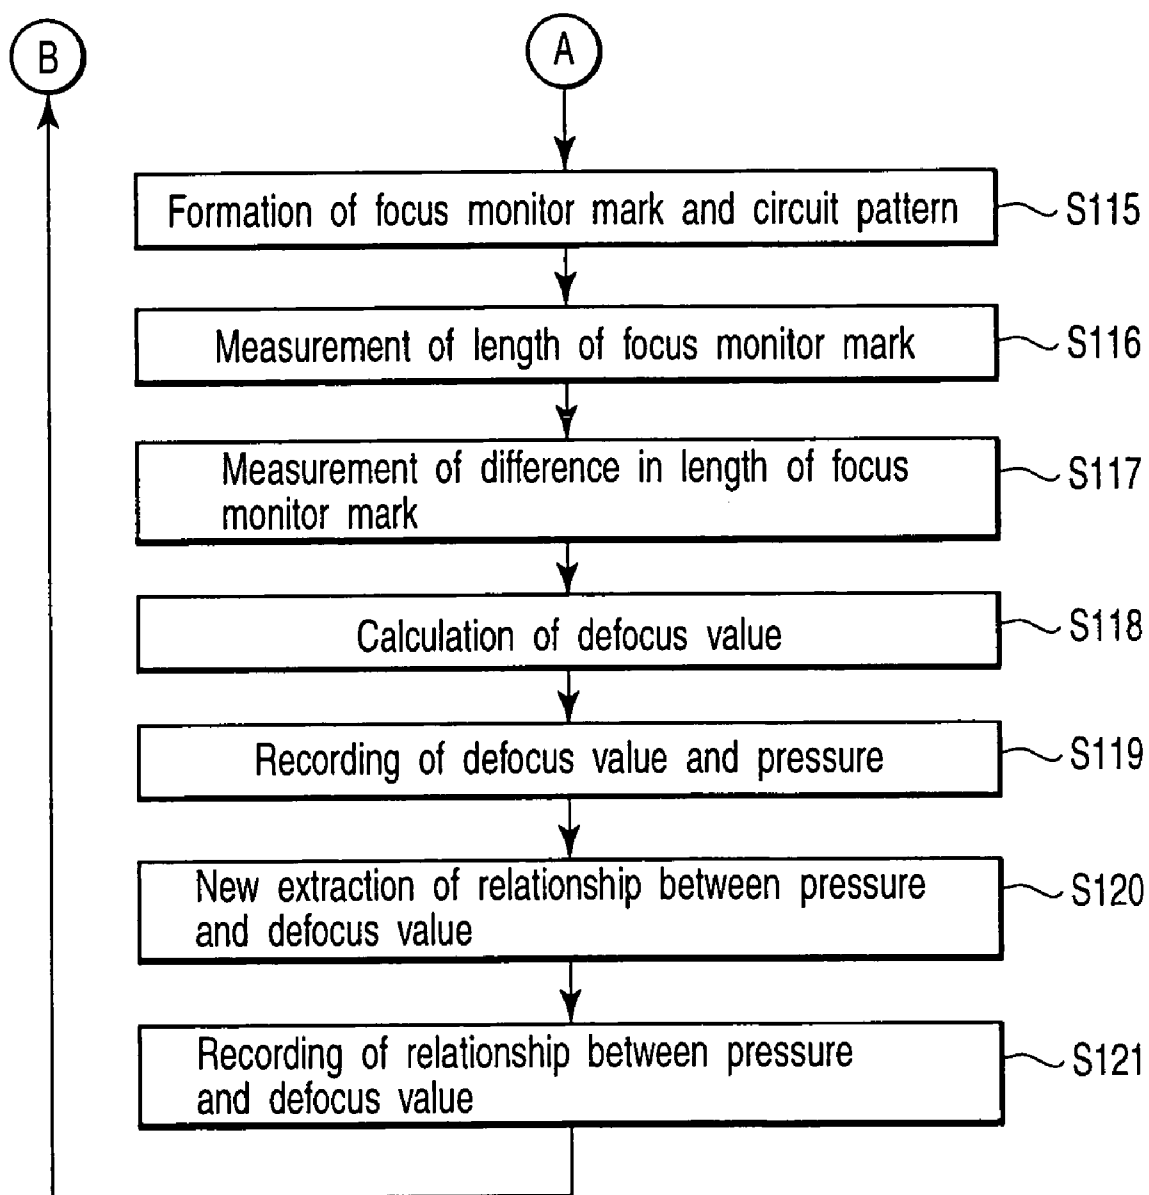 B
A
Formation of focus monitor mark and circuit pattern
S115
Measurement of length of focus monitor mark
S116
Measurement of difference in length of focus
monitor mark
S117
Calculation of defocus value
S118
Recording of defocus value and pressure
S119
New extraction of relationship between pressure
and defocus value
S120
Recording of relationship between pressure
and defocus value
S121